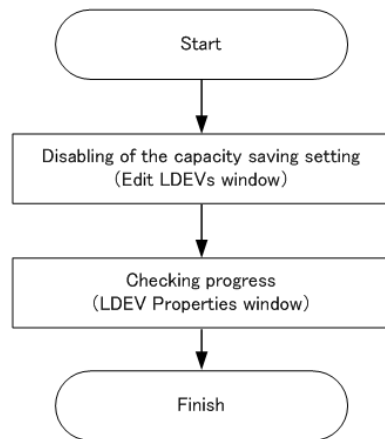 Start
Disabling of the capacity saving setting
(Edit LDEVs window)
Checking progress
(LDEV Properties window)
Finish